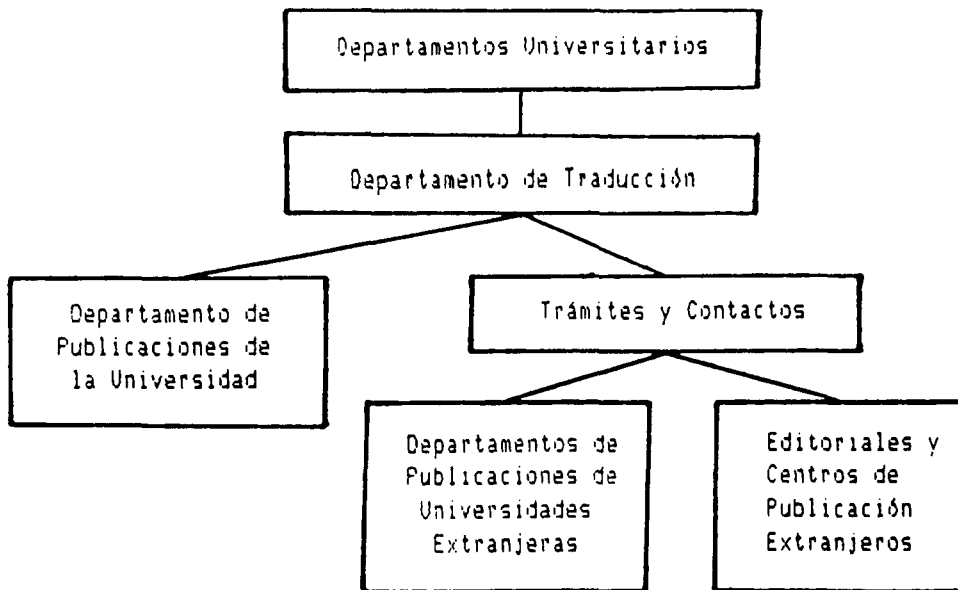 Departamentos Universitarios
Departamento de Traducción
Departamento de
Publicaciones de
la Universidad
Trámites y Contactos
Departamentos de
Publicaciones de
Universidades
Extranjeras
Editoriales y
Centros de
Publicación
Extranjeros